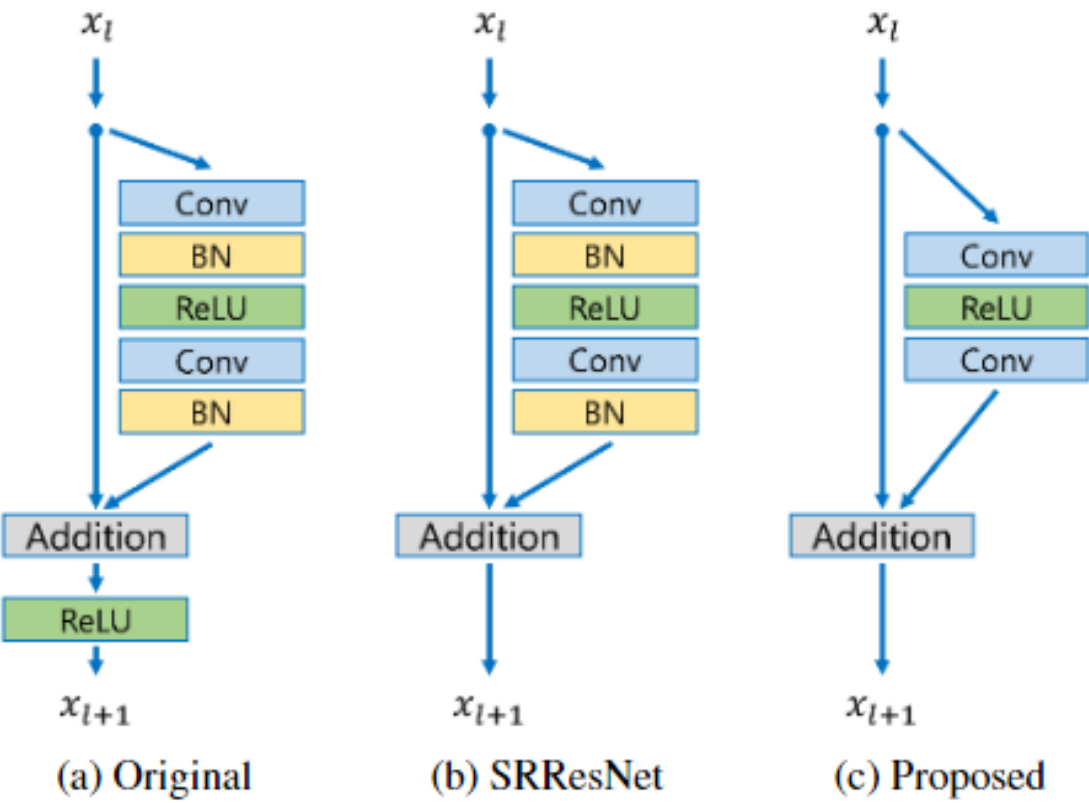 x_l
Conv
BN
ReLU
Conv
BN
Addition
ReLU
x_{l+1}
(a) Original
x_l
Conv
BN
ReLU
Conv
BN
Addition
x_{l+1}
(b) SRResNet
x_l
Conv
ReLU
Conv
Addition
x_{l+1}
(c) Proposed